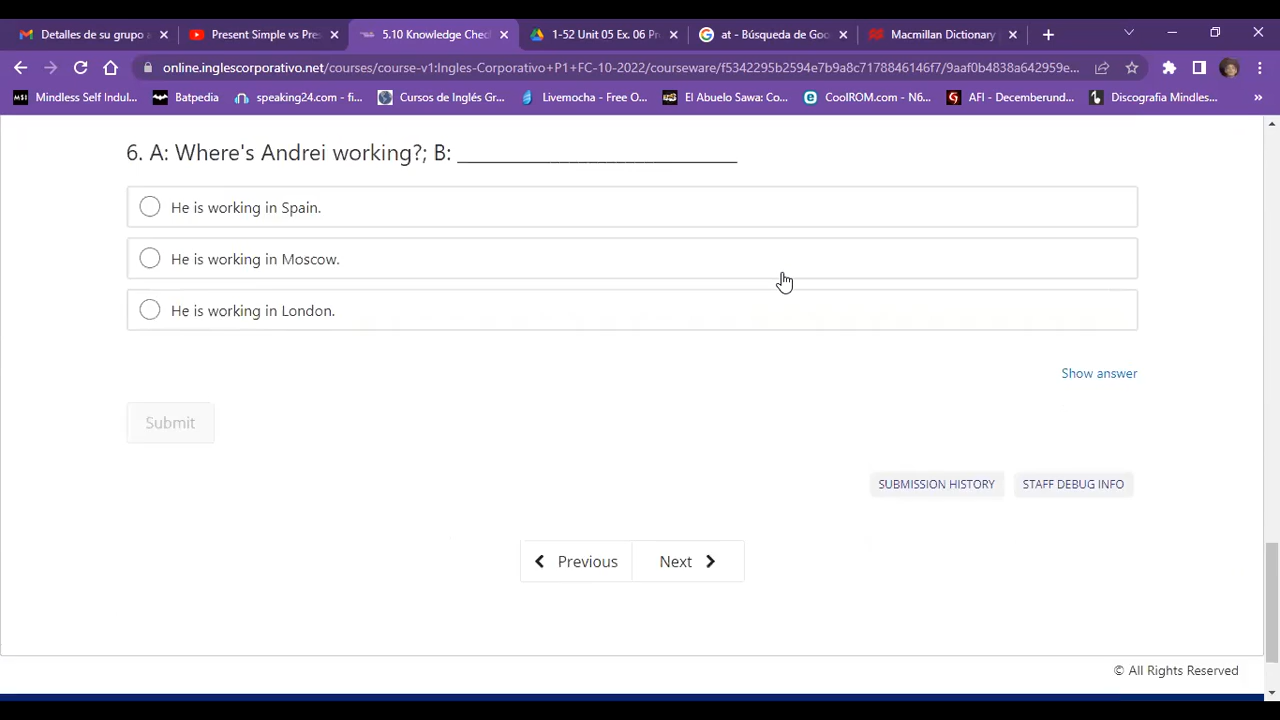 Detalles de su grupo
Present Simple vs Pres
5.10 Knowledge Chec
1-52 Unit 05 Ex. 06 Pr
at - Búsqueda de Goo
Macmillan Dictionary
online.inglescorporativo.net/courses/course-v1:Ingles-Corporativo+P1+FC-10-2022/courseware/f5342295b2594e7b9a8c7178846146f7/9aaf0b4838a642959e...
Mindless Self Indul...
Batpedia
speaking24.com - fi...
Cursos de Inglés Gr...
Livemocha - Free O...
El Abuelo Sawa: Co...
CoolROM.com - N6...
AFI - Decemberund...
Discografia Mindles...
»
6. A: Where's Andrei working?; B: ______________________________
He is working in Spain.
He is working in Moscow.
He is working in London.
Show answer
Submit
SUBMISSION HISTORY
STAFF DEBUG INFO
Previous
Next
© All Rights Reserved